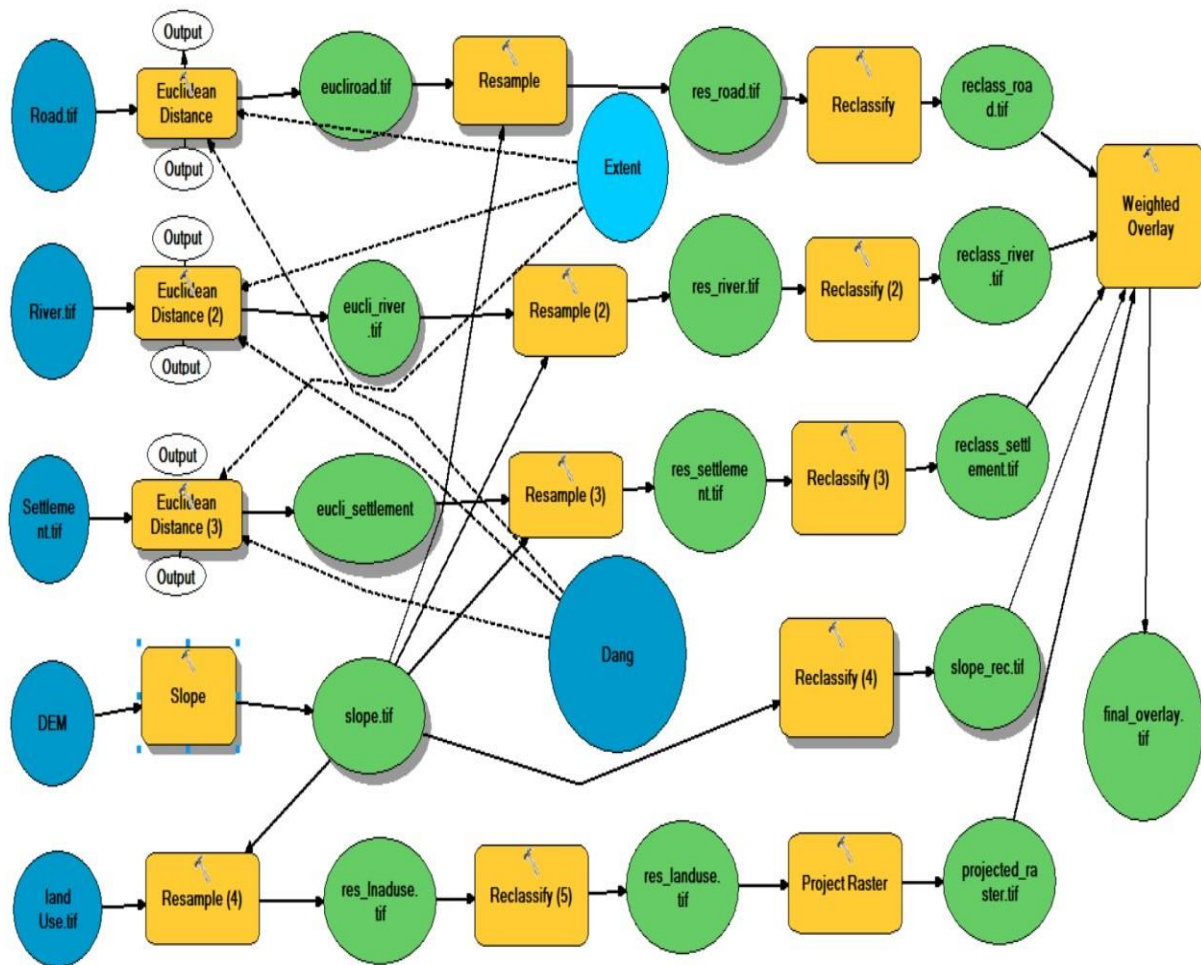 Output
Road.tif
Euclidean
Distance
Output
eucliroad.tif
Resample
res_road.tif
Reclassify
reclass_roa
d.tif
Extent
Weighted
Overlay
Output
River.tif
Euclidean
Distance (2)
Output
eucli_river
.tif
Resample (2)
res_river.tif
Reclassify (2)
reclass_river
.tif
Output
Settleme
nt.tif
Euclidean
Distance (3)
Output
eucli_settlement
Resample (3)
res_settleme
nt.tif
Reclassify (3)
reclass_settl
ement.tif
Dang
DEM
Slope
slope.tif
Reclassify (4)
slope_rec.tif
final_overlay.
tif
land
Use.tif
Resample (4)
res_lnaduse.
tif
Reclassify (5)
res_landuse.
tif
Project Raster
projected_ra
ster.tif